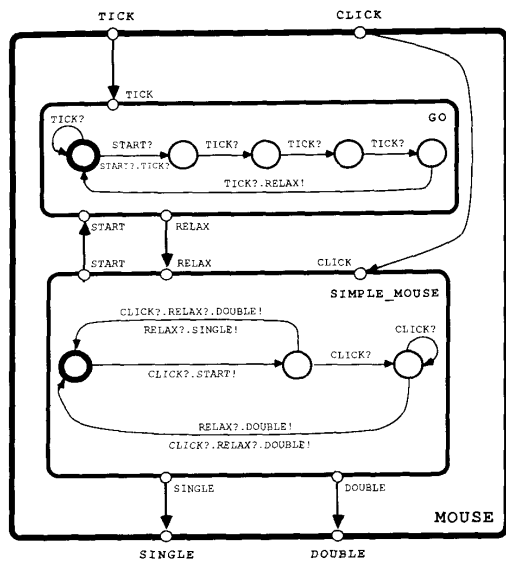 TICK
CLICK
TICK
GO
TICK?
START?
TICK?
TICK?
TICK?
START?.TICK?
TICK?.RELAX!
START
RELAX
START
RELAX
CLICK
SIMPLE_MOUSE
CLICK?.RELAX?.DOUBLE!
RELAX?.SINGLE!
CLICK?
CLICK?
CLICK?.START!
RELAX?.DOUBLE!
CLICK?.RELAX?.DOUBLE!
SINGLE
DOUBLE
MOUSE
SINGLE
DOUBLE